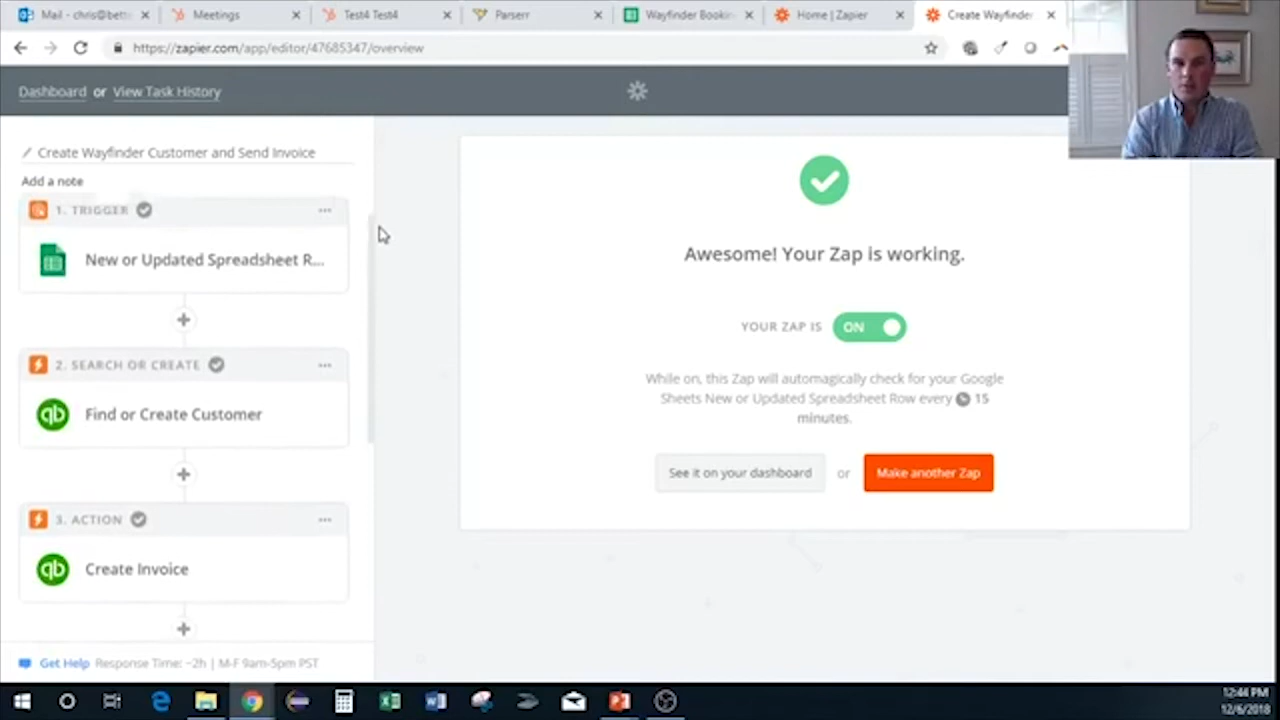 Mail - chris@bett
Meetings
Test4 Test4
Parserr
Wayfinder Bookin
Home | Zapier
Create Wayfinder
https://zapier.com/app/editor/47685347/overview
Dashboard or View Task History
Create Wayfinder Customer and Send Invoice
Add a note
1. TRIGGER
New or Updated Spreadsheet R...
2. SEARCH OR CREATE
qb Find or Create Customer
3. ACTION
qb Create Invoice
Get Help Response Time: ~2h | M-F 9am-5pm PST
Awesome! Your Zap is working.
YOUR ZAP IS ON
While on, this Zap will automagically check for your Google
Sheets New or Updated Spreadsheet Row every 15
minutes.
See it on your dashboard or Make another Zap
12:44 PM
12/6/2018